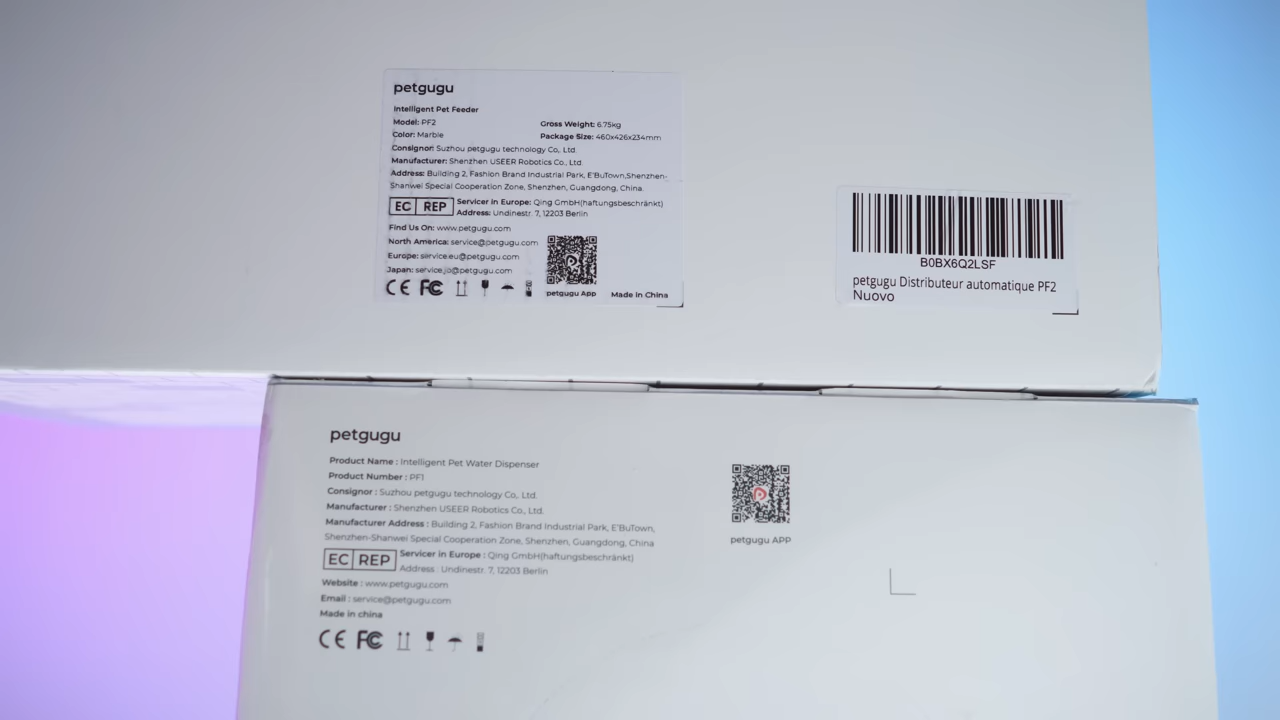 petgugu
Intelligent Pet Feeder
Model: PF2
Color: Marble
Gross Weight: 6.75kg
Package Size: 460x426x234mm
Consignor: Suzhou petgugu technology Co,. Ltd.
Manufacturer: Shenzhen USEER Robotics Co., Ltd.
Address: Building 2, Fashion Brand Industrial Park, E'BuTown,Shenzhen-
Shanwei Special Cooperation Zone, Shenzhen, Guangdong, China.
EC REP
Servicer in Europe: Qing GmbH(haftungsbeschränkt)
Address: Undinestr. 7, 12203 Berlin
Find Us On: www.petgugu.com
North America: service@petgugu.com
Europe: service.eu@petgugu.com
Japan: service.jo@petgugu.com
CE FC
petgugu App
Made in China
B0BX6Q2LSF
petgugu Distributeur automatique PF2
Nuovo
petgugu
Product Name : Intelligent Pet Water Dispenser
Product Number : PF1
Consignor : Suzhou petgugu technology Co,. Ltd.
Manufacturer : Shenzhen USEER Robotics Co., Ltd.
Manufacturer Address : Building 2, Fashion Brand Industrial Park, E'BuTown,
Shenzhen-Shanwei Special Cooperation Zone, Shenzhen, Guangdong, China
EC REP
Servicer in Europe : Qing GmbH(haftungsbeschränkt)
Address : Undinestr. 7, 12203 Berlin
Website : www.petgugu.com
Email : service@petgugu.com
Made in china
CE FC
petgugu APP